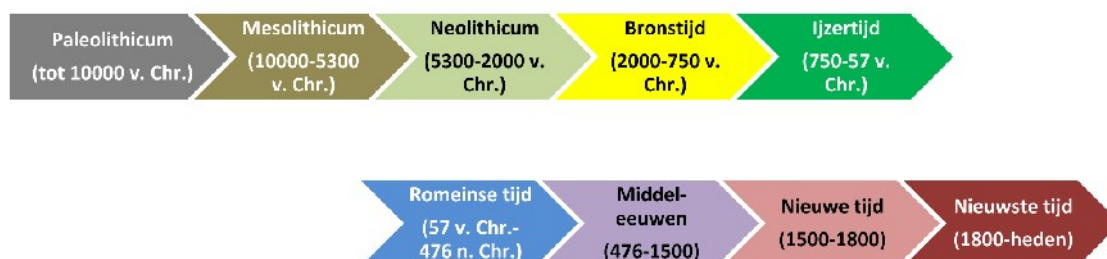 Paleolithicum
(tot 10000 v. Chr.)
Mesolithicum
(10000-5300
v. Chr.)
Neolithicum
(5300-2000 v.
Chr.)
Bronstijd
(2000-750 v.
Chr.)
Ijzertijd
(750-57 v.
Chr.)
Romeinse tijd
(57 v. Chr.-
476 n. Chr.)
Middel-
eeuwen
(476-1500)
Nieuwe tijd
(1500-1800)
Nieuwste tijd
(1800-heden)